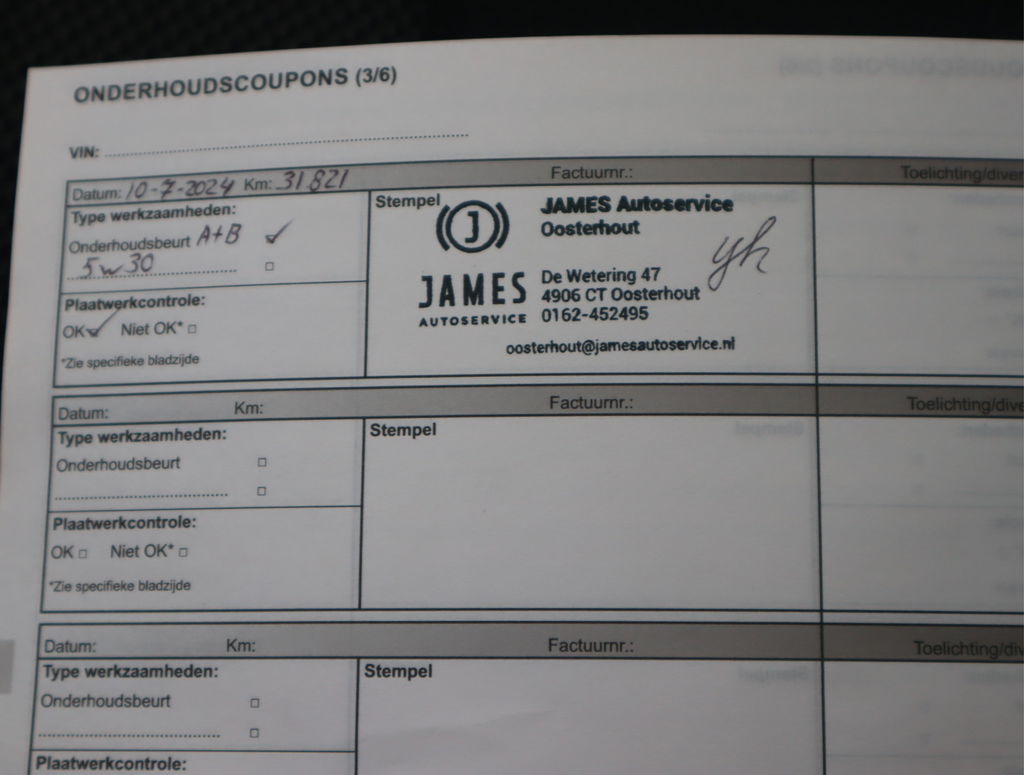 ONDERHOUDSCOUPONS (3/6)
VIN:
Datum: 10-7-2024 Km: 31821 Factuurnr.: Toelichting/diver
Type werkzaamheden:
Onderhoudsbeurt A+B
5w30
Plaatwerkcontrole:
OK Niet OK*
*Zie specifieke bladzijde
Stempel
J
JAMES
AUTOSERVICE
JAMES Autoservice
Oosterhout
De Wetering 47
4906 CT Oosterhout
0162-452495
oosterhout@jamesautoservice.nl
Datum: Km: Factuurnr.: Toelichting/dive
Type werkzaamheden:
Onderhoudsbeurt
Plaatwerkcontrole:
OK Niet OK*
*Zie specifieke bladzijde
Stempel
Datum: Km: Factuurnr.: Toelichting/div
Type werkzaamheden:
Onderhoudsbeurt
Plaatwerkcontrole:
Stempel